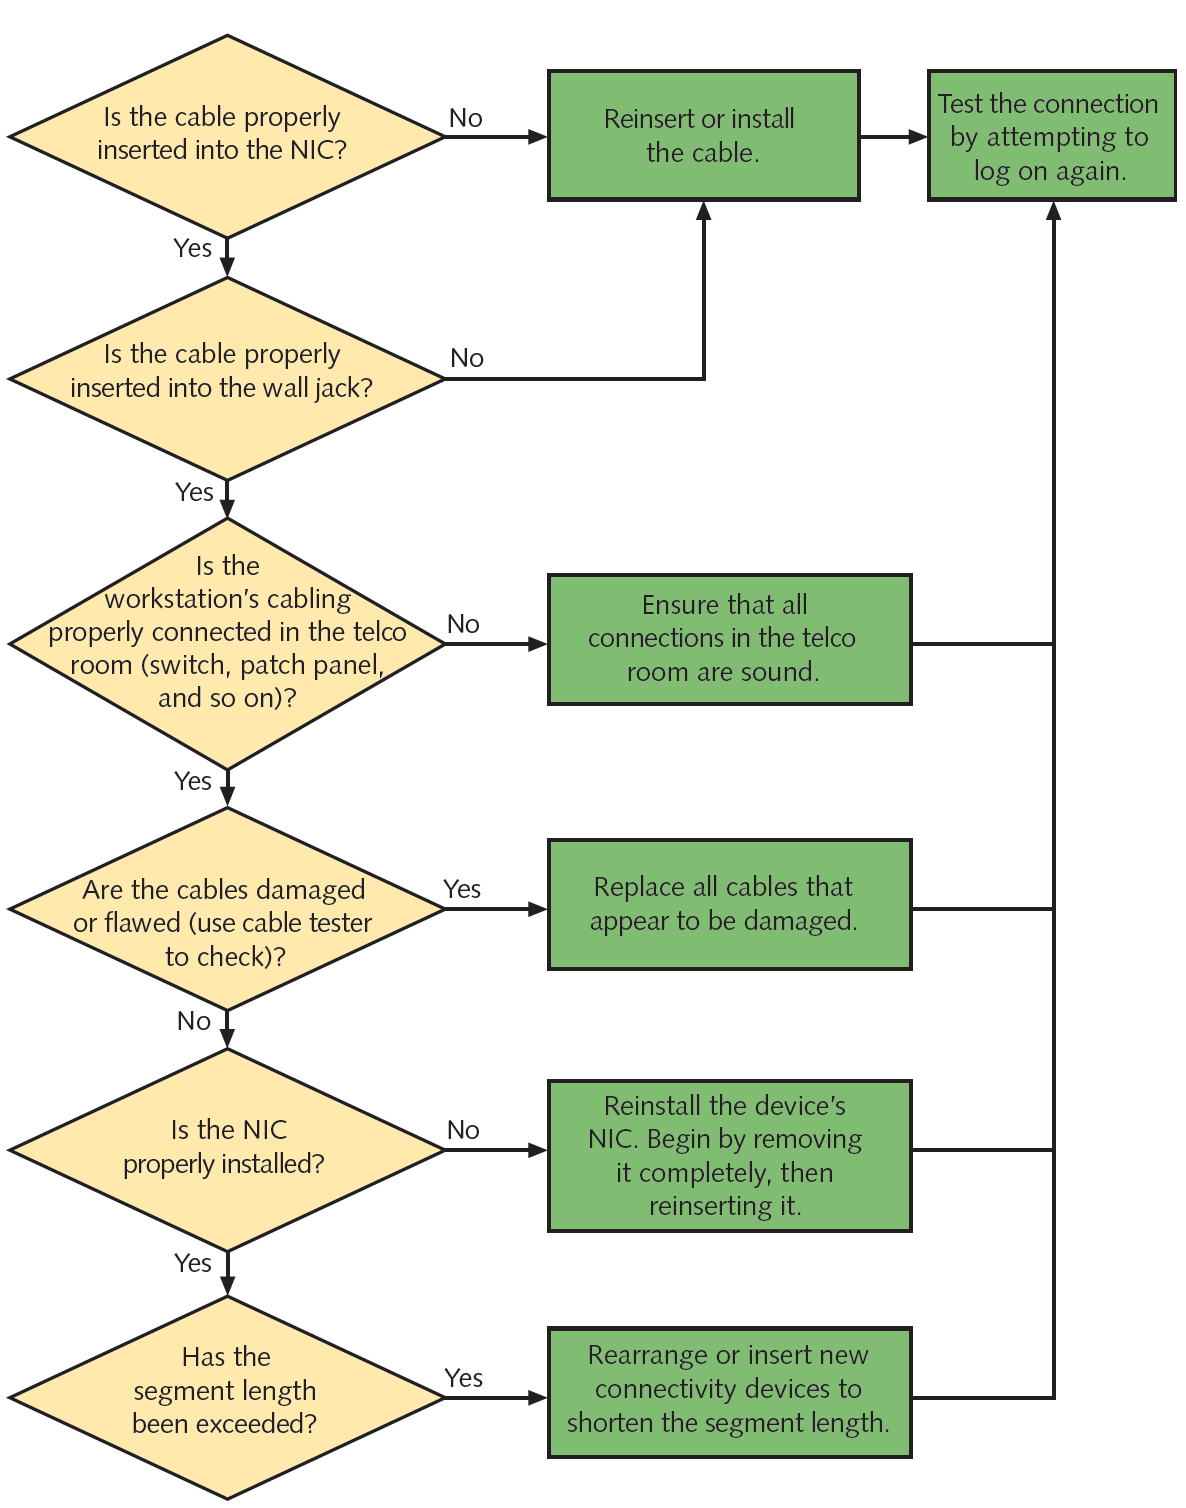 Is the cable properly
inserted into the NIC?
No
Reinsert or install
the cable.
Test the connection
by attempting to
log on again.
Yes
Is the cable properly
inserted into the wall jack?
No
Yes
Is the
workstation’s cabling
properly connected in the telco
room (switch, patch panel,
and so on)?
No
Ensure that all
connections in the telco
room are sound.
Yes
Are the cables damaged
or flawed (use cable tester
to check)?
Yes
Replace all cables that
appear to be damaged.
No
Is the NIC
properly installed?
No
Reinstall the device’s
NIC. Begin by removing
it completely, then
reinserting it.
Yes
Has the
segment length
been exceeded?
Yes
Rearrange or insert new
connectivity devices to
shorten the segment length.